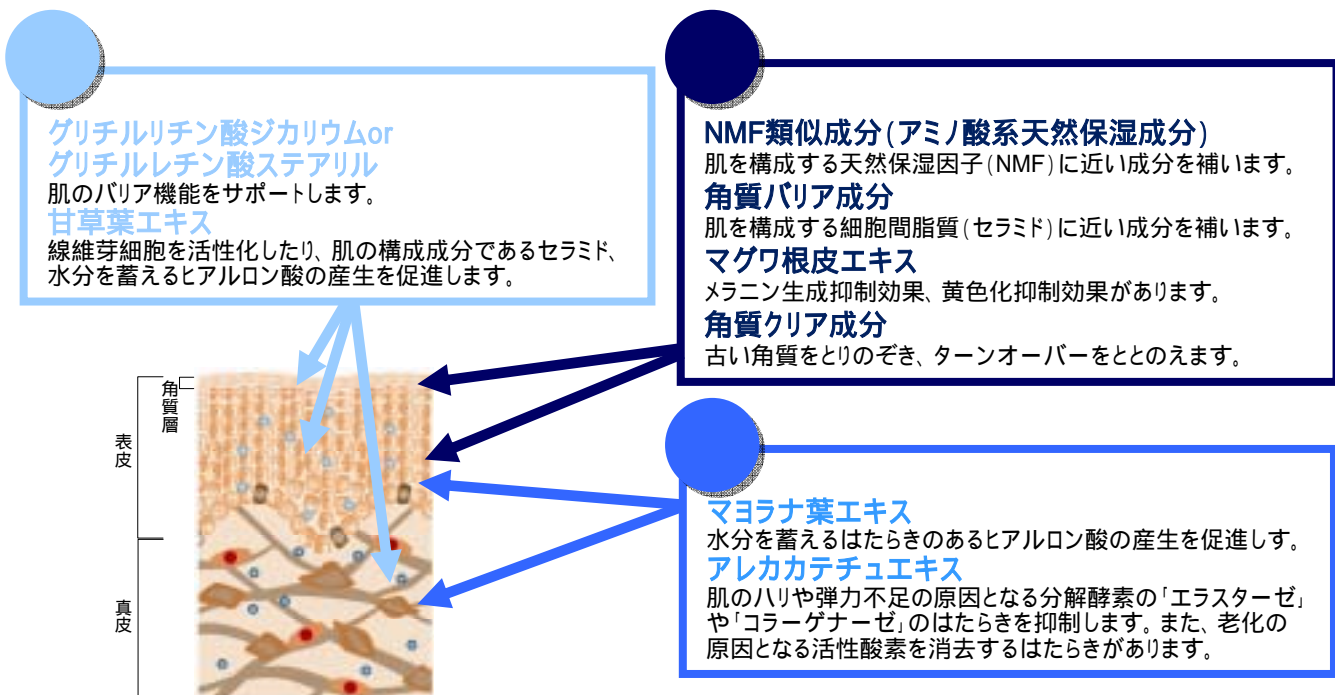 グリチルリチン酸ジカリウムor
グリチルレチン酸ステアリル
肌のバリア機能をサポートします。
甘草葉エキス
線維芽細胞を活性化したり、肌の構成成分であるセラミド、
水分を蓄えるヒアルロン酸の産生を促進します。
NMF類似成分(アミノ酸系天然保湿成分)
肌を構成する天然保湿因子(NMF)に近い成分を補います。
角質バリア成分
肌を構成する細胞間脂質(セラミド)に近い成分を補います。
マグワ根皮エキス
メラニン生成抑制効果、黄色化抑制効果があります。
角質クリア成分
古い角質をとりのぞき、ターンオーバーをととのえます。
角質層
表皮
真皮
マヨラナ葉エキス
水分を蓄えるはたらきのあるヒアルロン酸の産生を促進しす。
アレカカテチュエキス
肌のハリや弾力不足の原因となる分解酵素の「エラスターゼ」
や「コラーゲナーゼ」のはたらきを抑制します。また、老化の
原因となる活性酸素を消去するはたらきがあります。